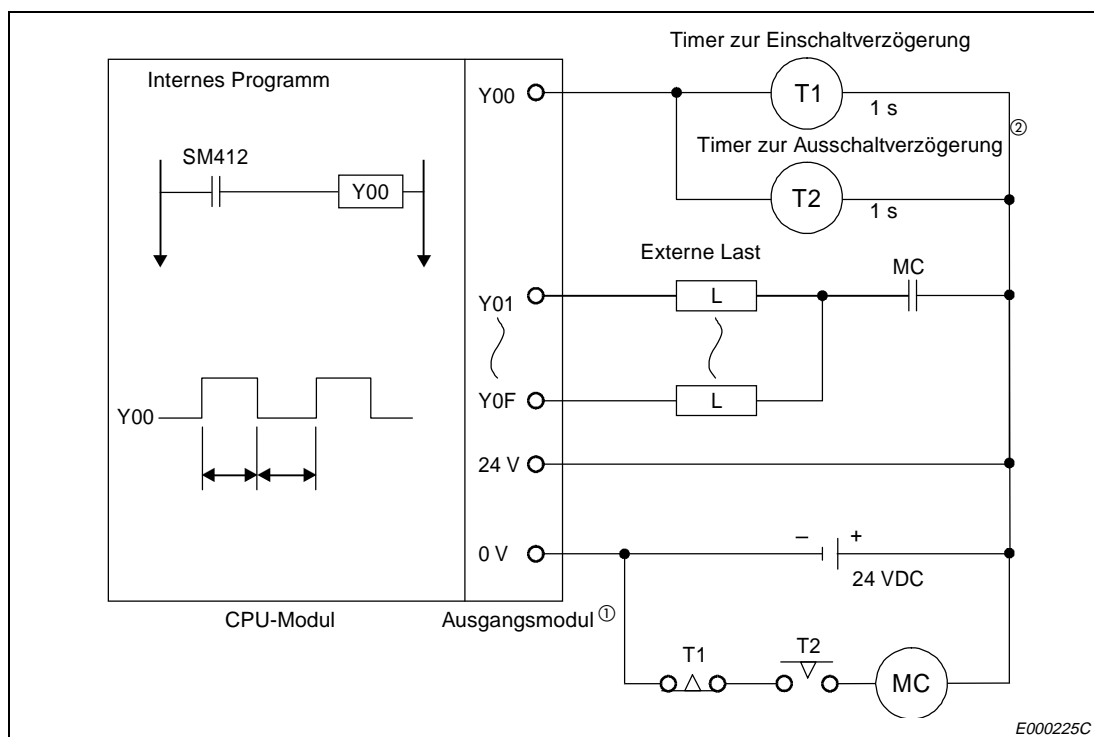 Timer zur Einschaltverzögerung
Internes Programm
Y00
T1
1 s
②
SM412
Y00
Timer zur Ausschaltverzögerung
T2
1 s
Externe Last
MC
Y01
L
Y00
Y0F
L
24 V
0 V
– +
24 VDC
CPU-Modul
Ausgangsmodul ①
T1
T2
MC
E000225C